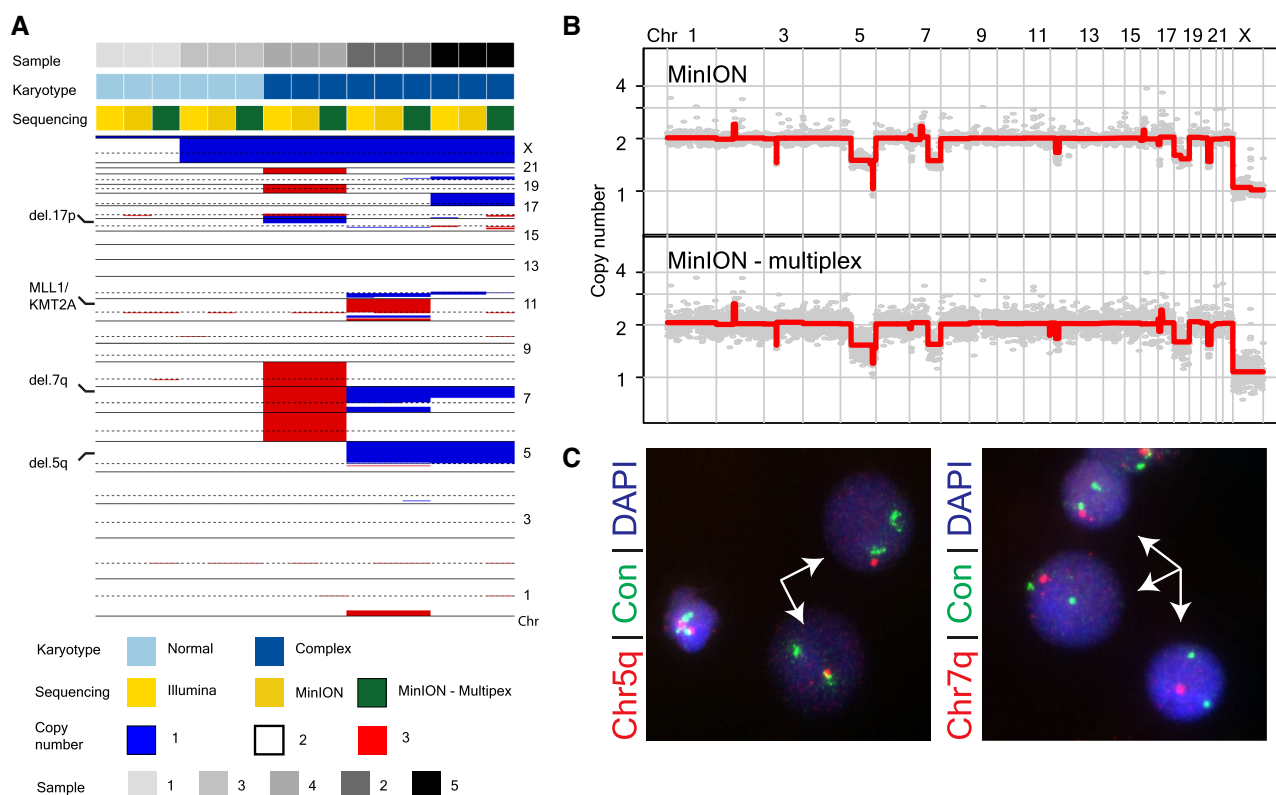 A
Sample
Karyotype
Sequencing
X
21
19
17
15
13
11
9
7
5
3
1
Chr
del.17p
MLL1/
KMT2A
del.7q
del.5q
Karyotype Normal Complex
Sequencing Illumina MinION MinION - Multipex
Copy
number 1 2 3
Sample 1 3 4 2 5
B
Chr 1 3 5 7 9 11 13 15 17 19 21 X
Copy number
MinION
4
2
1
MinION - multiplex
4
2
1
C
Chr5q | Con | DAPI
Chr7q | Con | DAPI